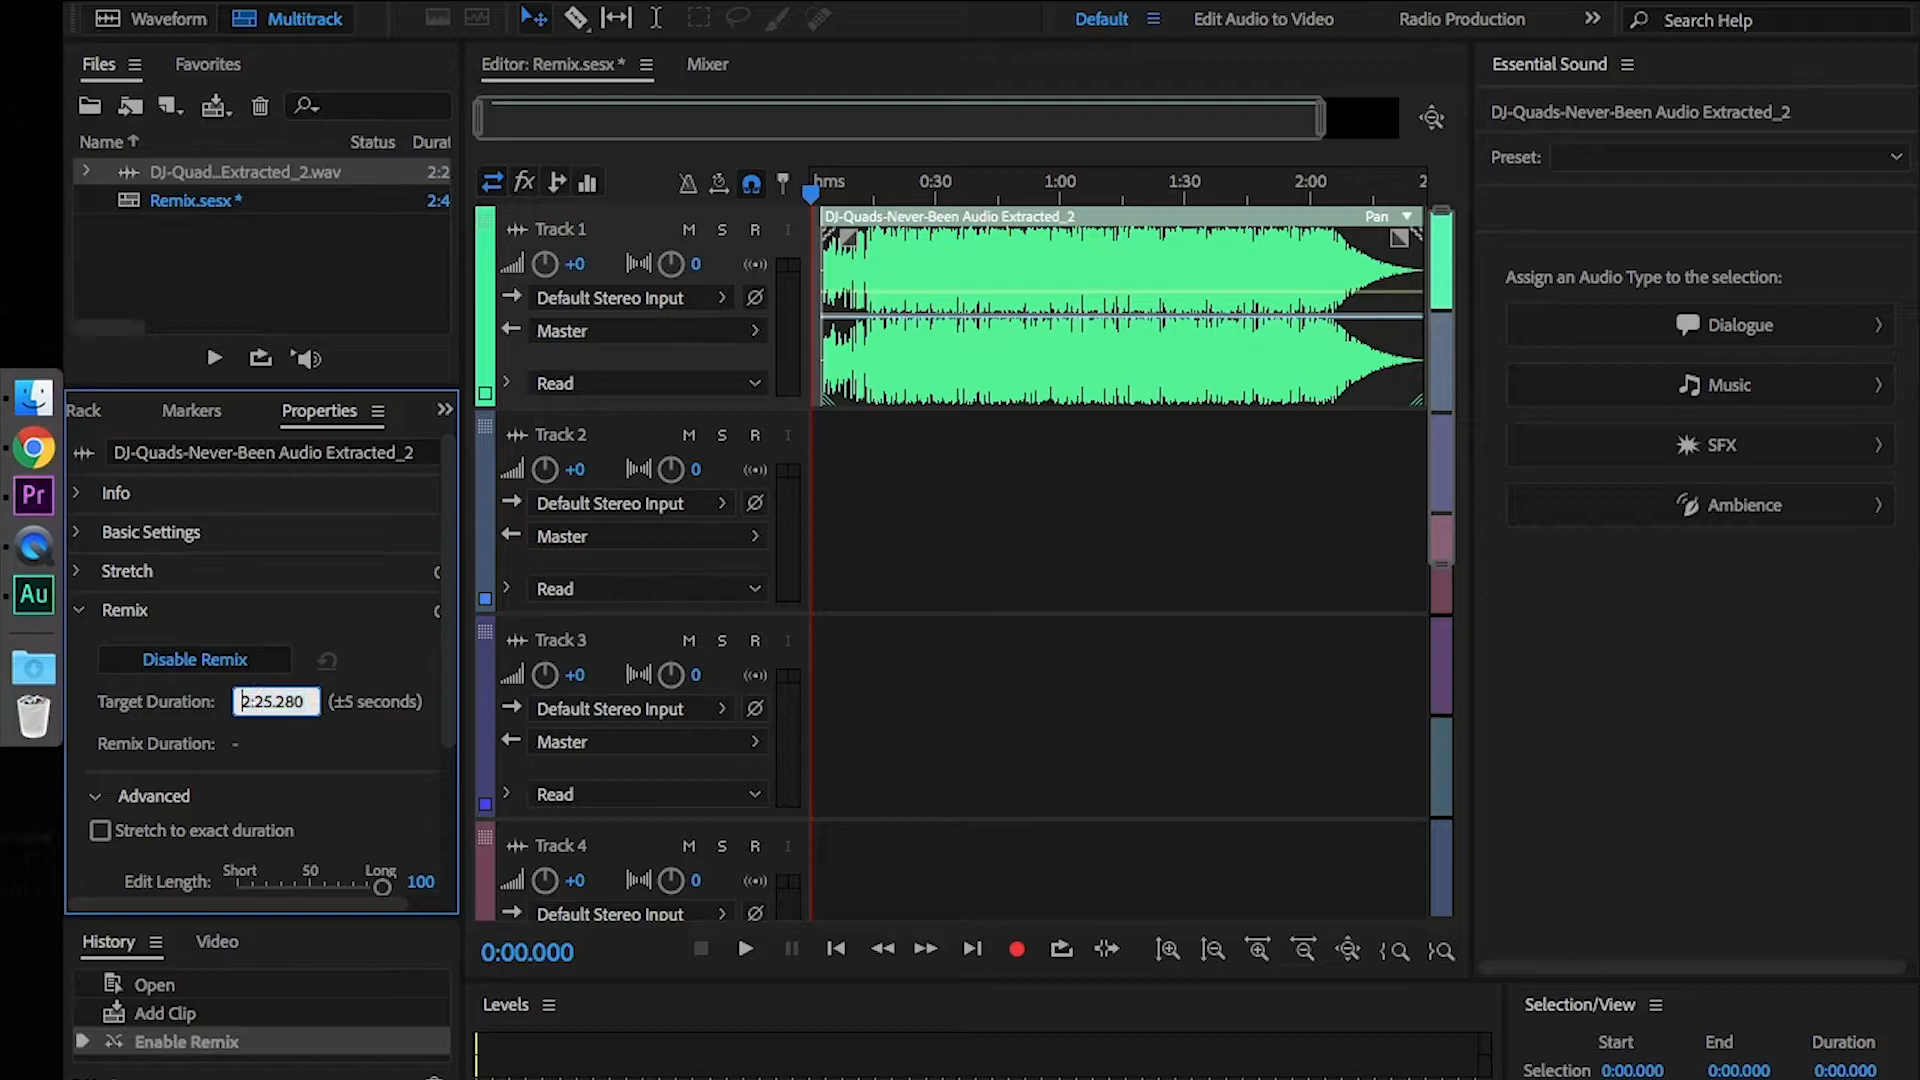 Waveform Multitrack Default Edit Audio to Video Radio Production Search Help
Files Favorites
Name Status Durat
DJ-Quad...Extracted_2.wav 2:2
Remix.sesx * 2:4
Rack Markers Properties
DJ-Quads-Never-Been Audio Extracted_2
Info
Basic Settings
Stretch
Remix
Disable Remix
Target Duration: 2:25.280 (±5 seconds)
Remix Duration: -
Advanced
Stretch to exact duration
Short 50 Long
Edit Length: 100
Pr
Au
History Video
Open
Add Clip
Enable Remix
Editor: Remix.sesx * Mixer
fx
hms 0:30 1:00 1:30 2:00 2
DJ-Quads-Never-Been Audio Extracted_2 Pan
Track 1 M S R I
+0 0
Default Stereo Input
Master
Read
Track 2 M S R I
+0 0
Default Stereo Input
Master
Read
Track 3 M S R I
+0 0
Default Stereo Input
Master
Read
Track 4 M S R I
+0 0
Default Stereo Input
0:00.000
Levels
Essential Sound
DJ-Quads-Never-Been Audio Extracted_2
Preset:
Assign an Audio Type to the selection:
Dialogue
Music
SFX
Ambience
Selection/View
Start End Duration
Selection 0:00.000 0:00.000 0:00.000